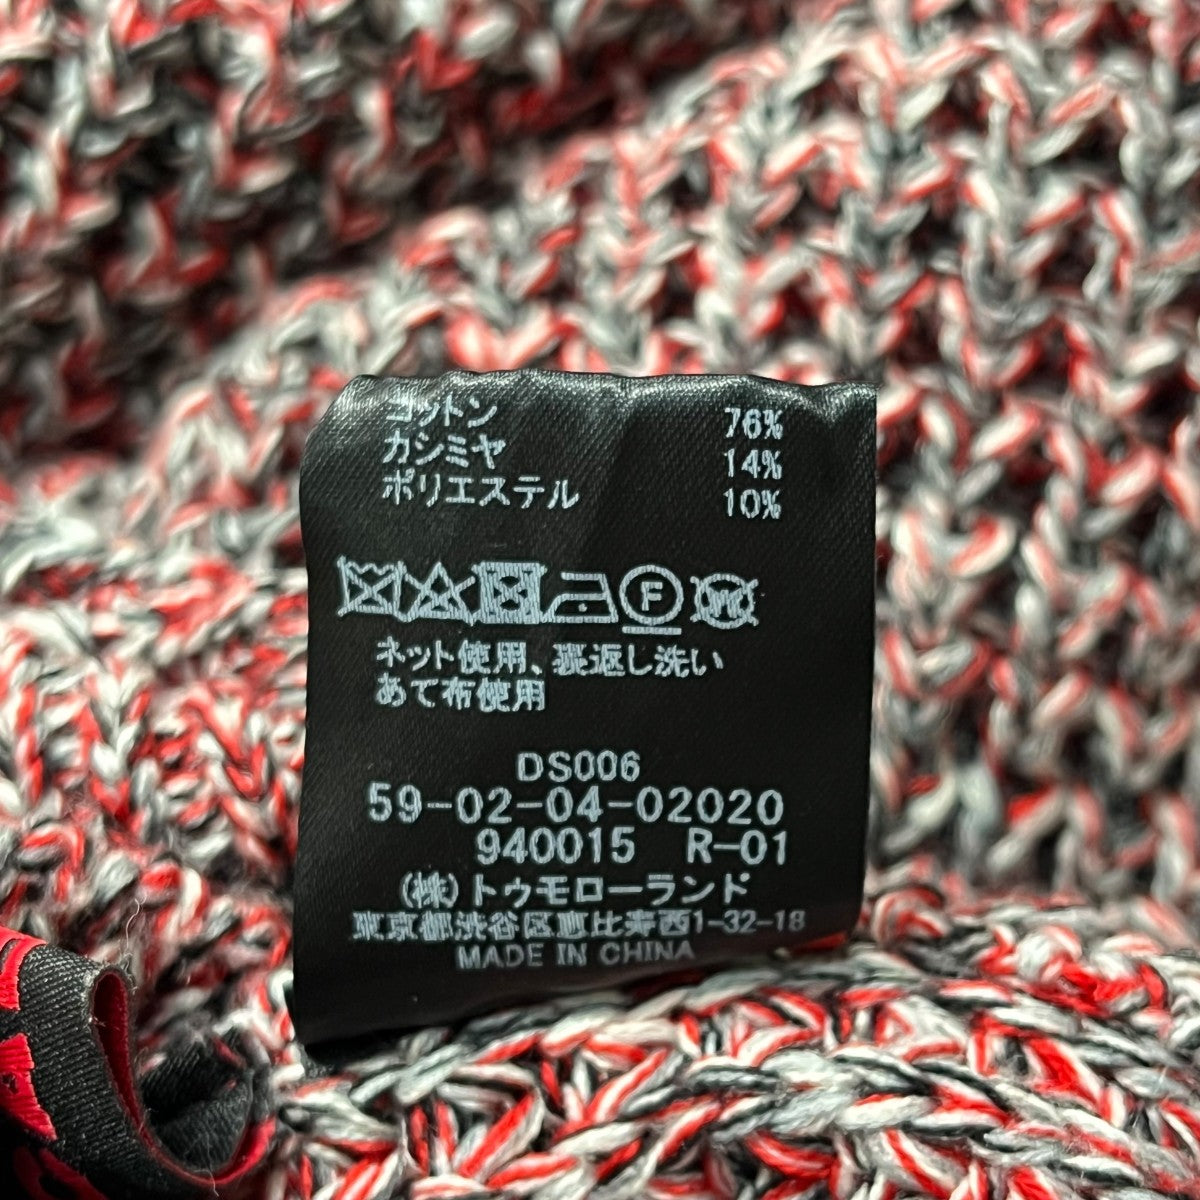 コットン 76%
カシミヤ 14%
ポリエステル 10%
F
W
ネット使用、裏返し洗い
あて布使用
DS006
59-02-04-02020
940015 R-01
(株)トゥモローランド
東京都渋谷区恵比寿西1-32-18
MADE IN CHINA